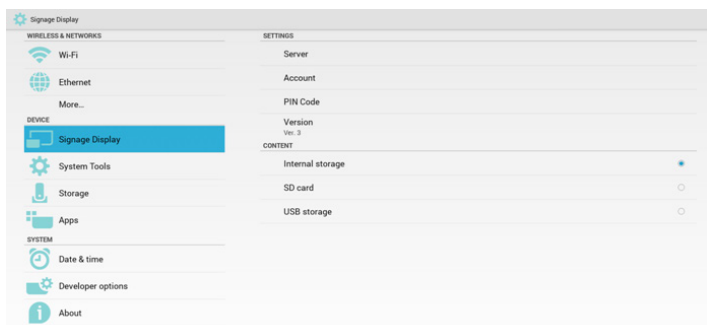 Signage Display
WIRELESS & NETWORKS
Wi-Fi
Ethernet
More...
DEVICE
Signage Display
System Tools
Storage
Apps
SYSTEM
Date & time
Developer options
About
SETTINGS
Server
Account
PIN Code
Version
Ver. 3
CONTENT
Internal storage
SD card
USB storage